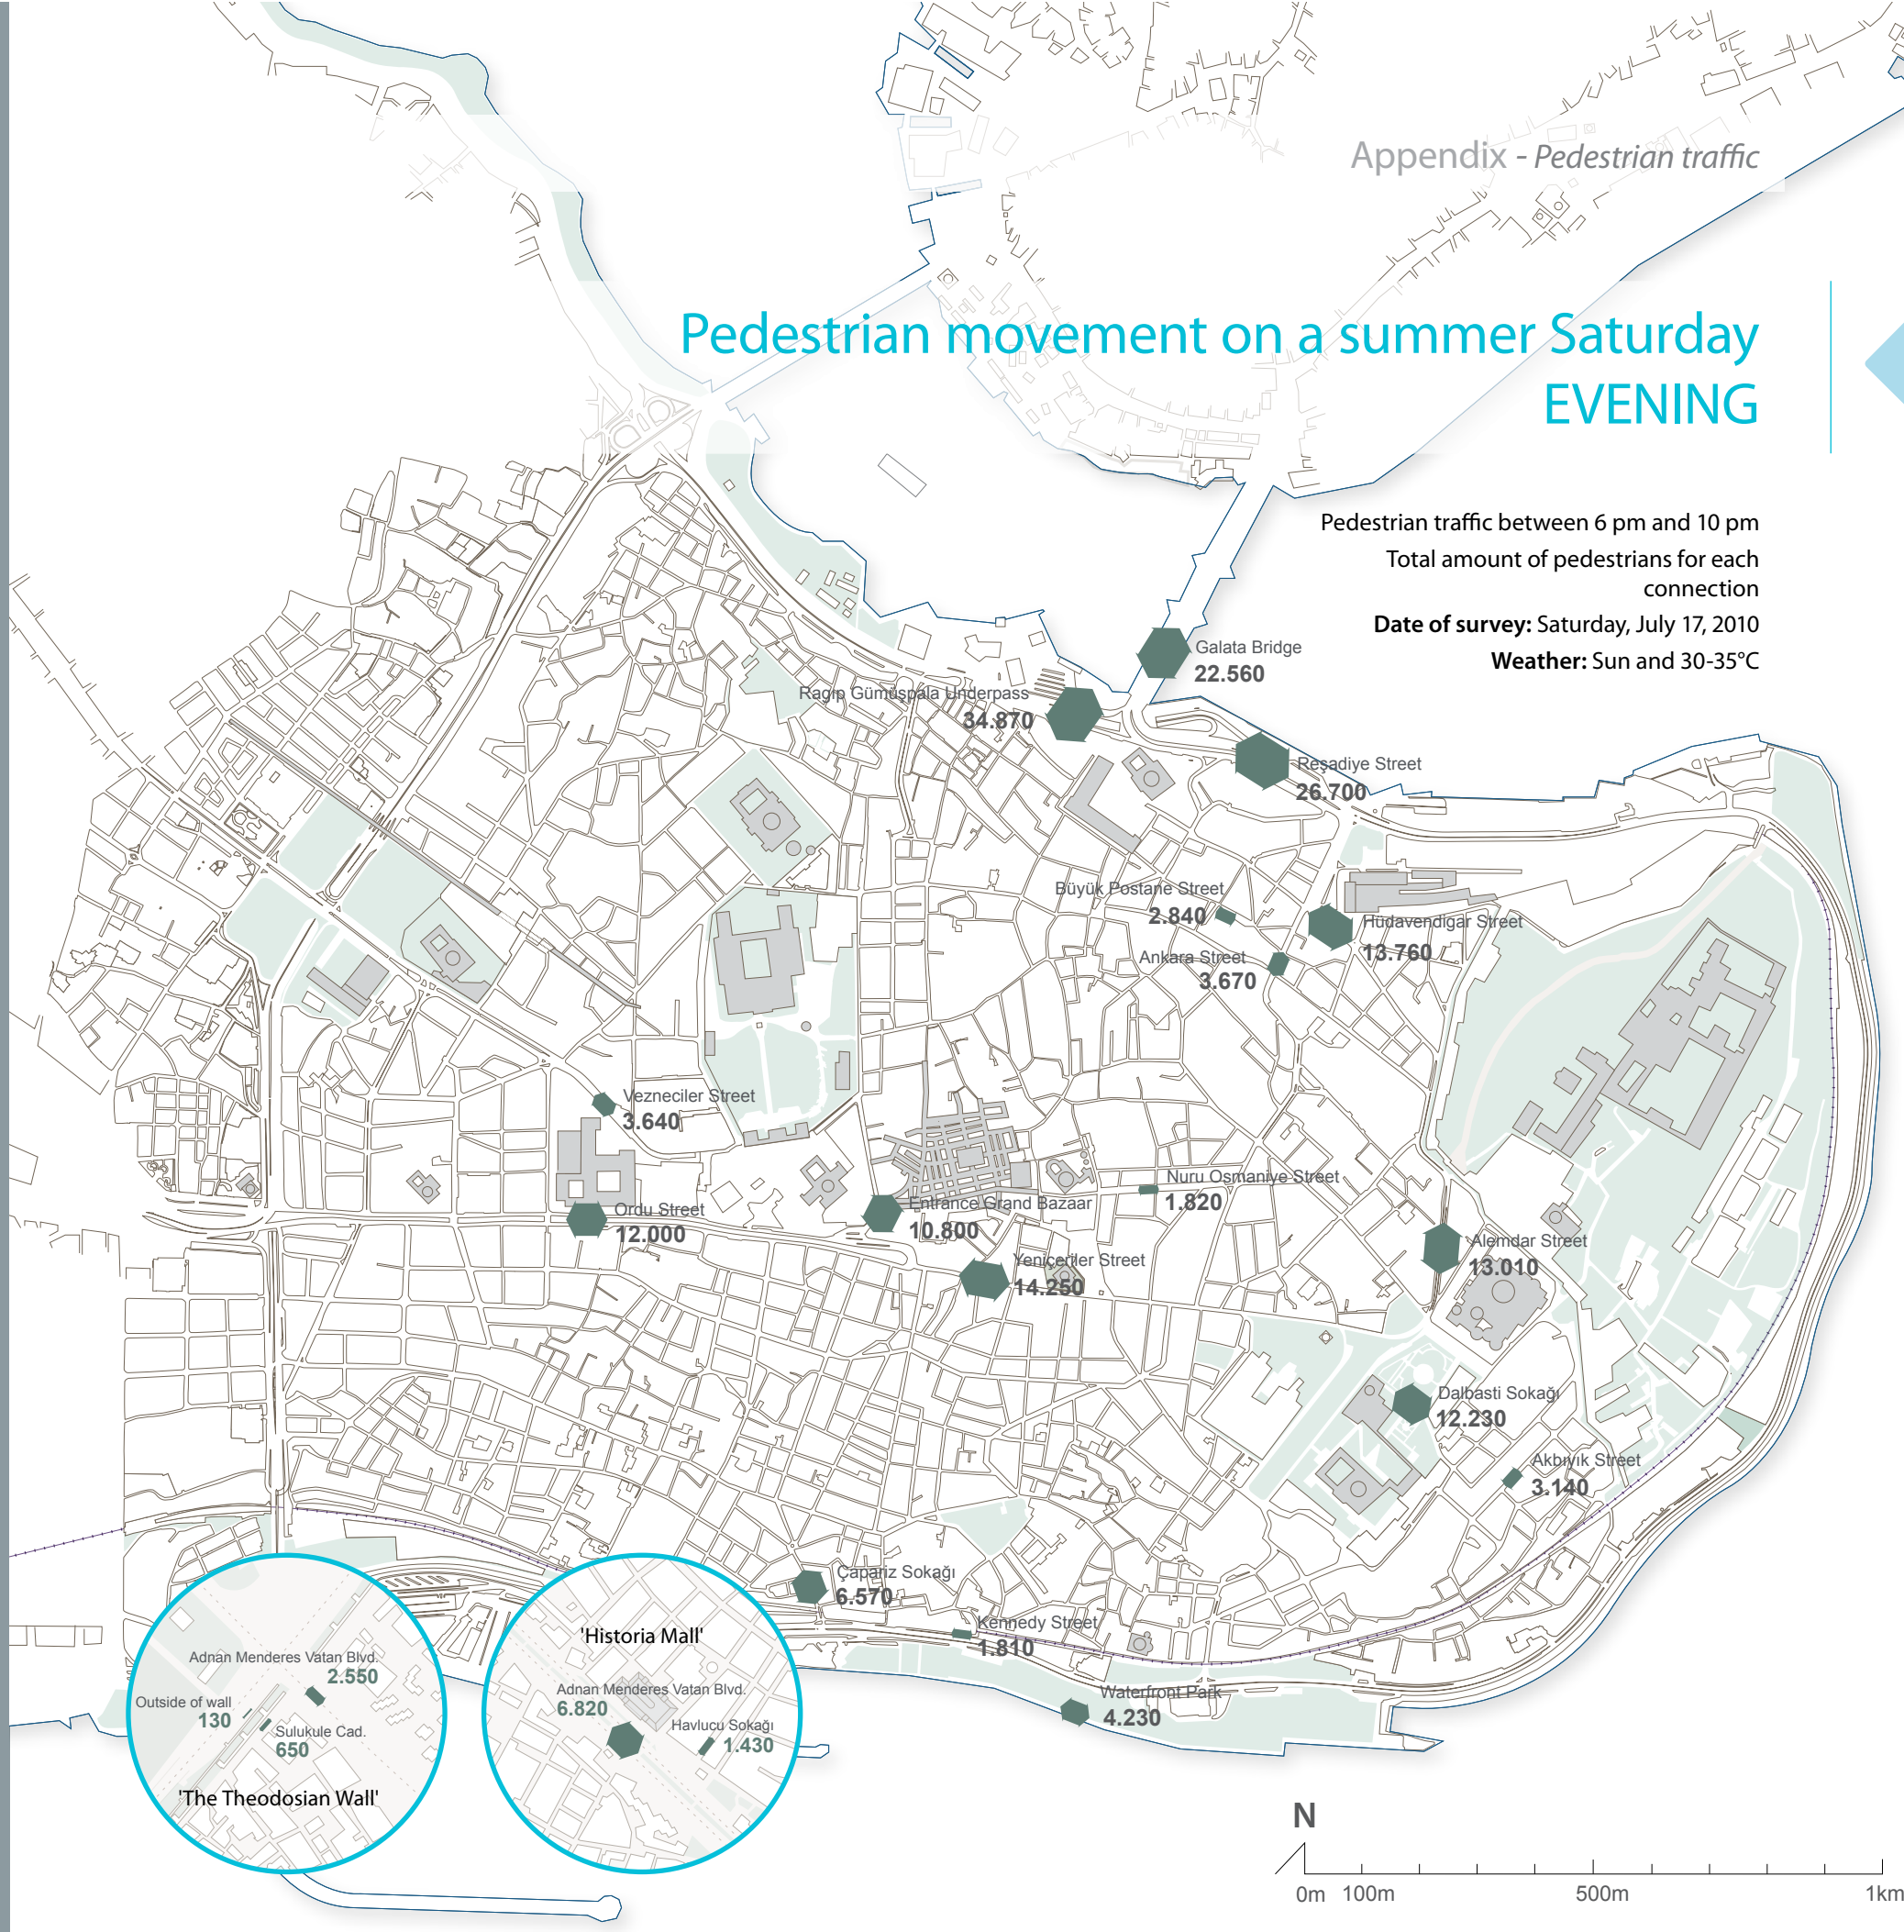 Appendix - Pedestrian traffic
Pedestrian movement on a summer Saturday
EVENING
Pedestrian traffic between 6 pm and 10 pm
Total amount of pedestrians for each
connection
Date of survey: Saturday, July 17, 2010
Weather: Sun and 30-35°C
Galata Bridge
22.560
Ragıp Gümüşpala Underpass
34.870
Reşadiye Street
26.700
Büyük Postane Street
2.840
Hüdavendigar Street
13.760
Ankara Street
3.670
Vezneciler Street
3.640
Nuru Osmaniye Street
1.820
Ordu Street
12.000
Entrance Grand Bazaar
10.800
Alemdar Street
13.010
Yeniçeriler Street
14.250
Dalbasti Sokağı
12.230
Akbıyık Street
3.140
Çapariz Sokağı
6.570
Kennedy Street
1.810
Waterfront Park
4.230
Adnan Menderes Vatan Blvd.
2.550
Outside of wall
130
Sulukule Cad.
650
'The Theodosian Wall'
'Historia Mall'
Adnan Menderes Vatan Blvd.
6.820
Havlucu Sokağı
1.430
N
0m 100m 500m 1km